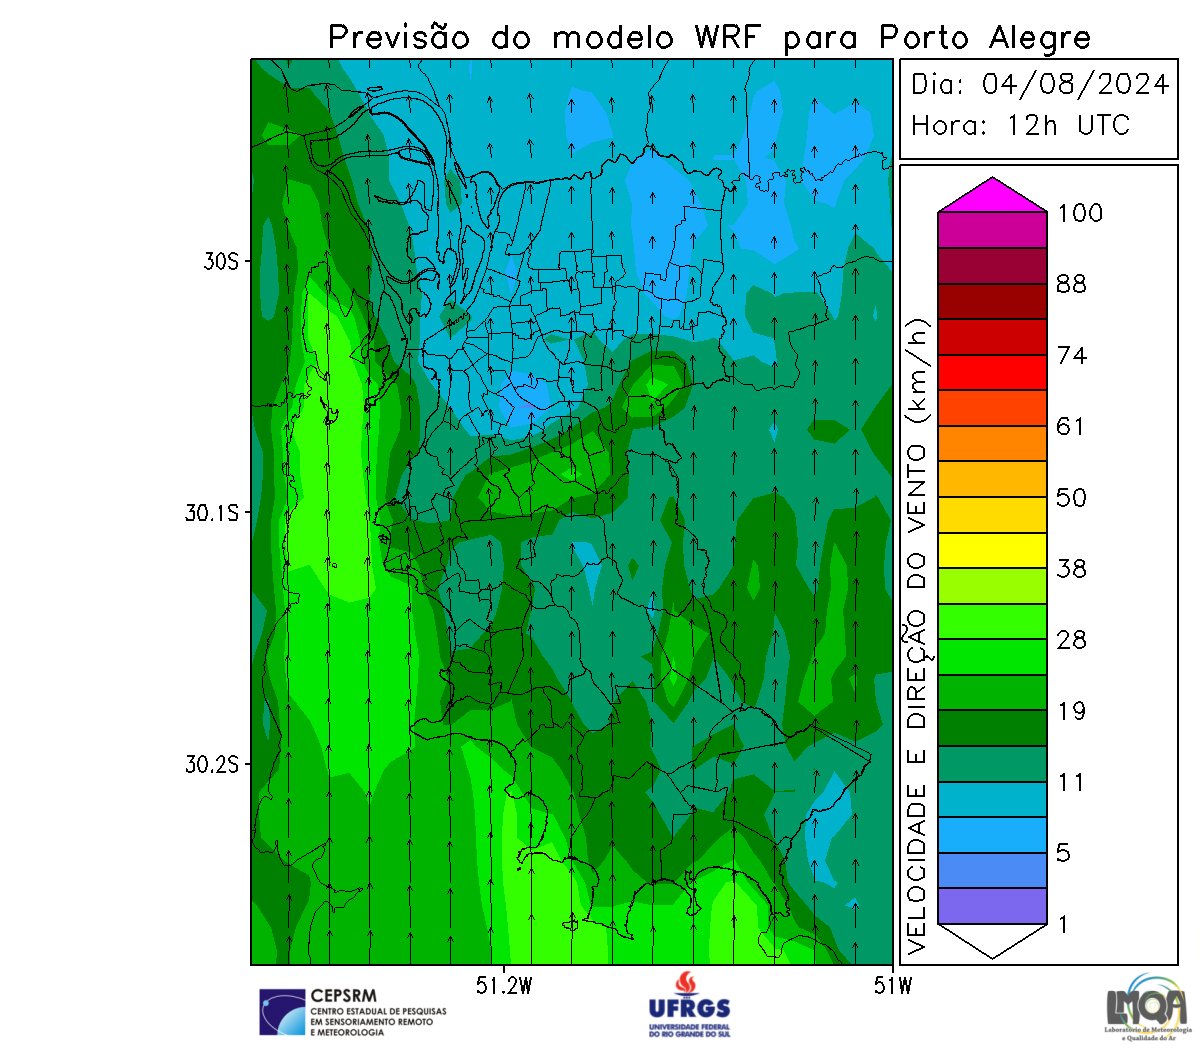 Previsão do modelo WRF para Porto Alegre
Dia: 04/08/2024
Hora: 12h UTC
VELOCIDADE E DIREÇÃO DO VENTO (km/h)
100
88
74
61
50
38
28
19
11
5
1
30S
30.1S
30.2S
51.2W
51W
CEPSRM
CENTRO ESTADUAL DE PESQUISAS
EM SENSORIAMENTO REMOTO
E METEOROLOGIA
UFRGS
UNIVERSIDADE FEDERAL
DO RIO GRANDE DO SUL
LMQA
Laboratório de Meteorologia
e Qualidade do Ar